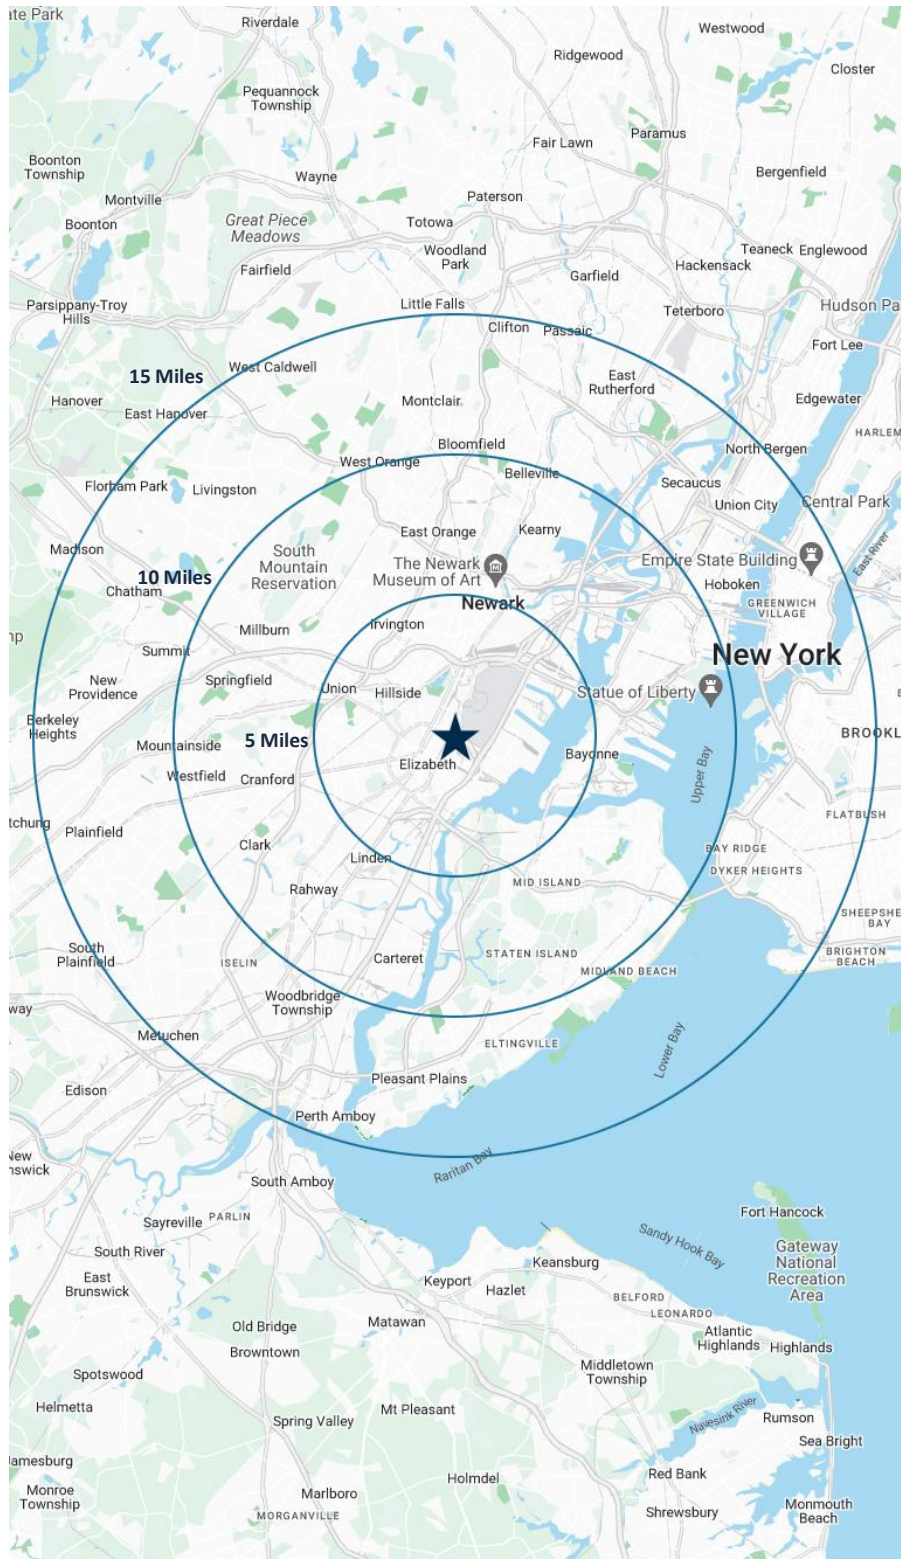 ate Park
Riverdale
Westwood
Ridgewood
Closter
Pequannock
Township
Paramus
Fair Lawn
Boonton
Township
Bergenfield
Wayne
Montville
Paterson
Boonton
Great Piece
Meadows
Totowa
Woodland
Park
Teaneck
Englewood
Hackensack
Fairfield
Garfield
Parsippany-Troy
Hills
Little Falls
Teterboro
Hudson Pa
Clifton
Passaic
Fort Lee
15 Miles
West Caldwell
East
Rutherford
Hanover
East Hanover
Montclair
Edgewater
HARLEM
Bloomfield
North Bergen
West Orange
Belleville
Florham Park
Livingston
Secaucus
Union City
Central Park
East Orange
Kearny
Madison
South
Mountain
Reservation
The Newark
Museum of Art
Empire State Building
East River
10 Miles
Chatham
Hoboken
Newark
GREENWICH
VILLAGE
mp
Millburn
Irvington
Summit
New York
New
Providence
Springfield
Union
Hillside
Statue of Liberty
Berkeley
Heights
Mountainside
5 Miles
Elizabeth
Bayonne
BROOKL
Upper Bay
Westfield
Cranford
tchung
Plainfield
FLATBUSH
Clark
Linden
BAY RIDGE
DYKER HEIGHTS
Rahway
MID ISLAND
SHEEPSHE
BAY
South
Plainfield
ISELIN
Carteret
STATEN ISLAND
MIDLAND BEACH
BRIGHTON
BEACH
Woodbridge
Township
way
Metuchen
ELTINGVILLE
Lower Bay
Edison
Pleasant Plains
Perth Amboy
New
nswick
Raritan Bay
South Amboy
Sayreville
PARLIN
Fort Hancock
South River
Sandy Hook Bay
Gateway
National
Recreation
Area
East
Brunswick
Keyport
Keansburg
Hazlet
BELFORD
LEONARDO
Old Bridge
Matawan
Atlantic
Highlands
Highlands
Browntown
Spotswood
Middletown
Township
Helmetta
Mt Pleasant
Navesink River
Rumson
Spring Valley
Sea Bright
Jamesburg
Monroe
Township
Holmdel
Red Bank
Marlboro
Shrewsbury
Monmouth
Beach
MORGANVILLE